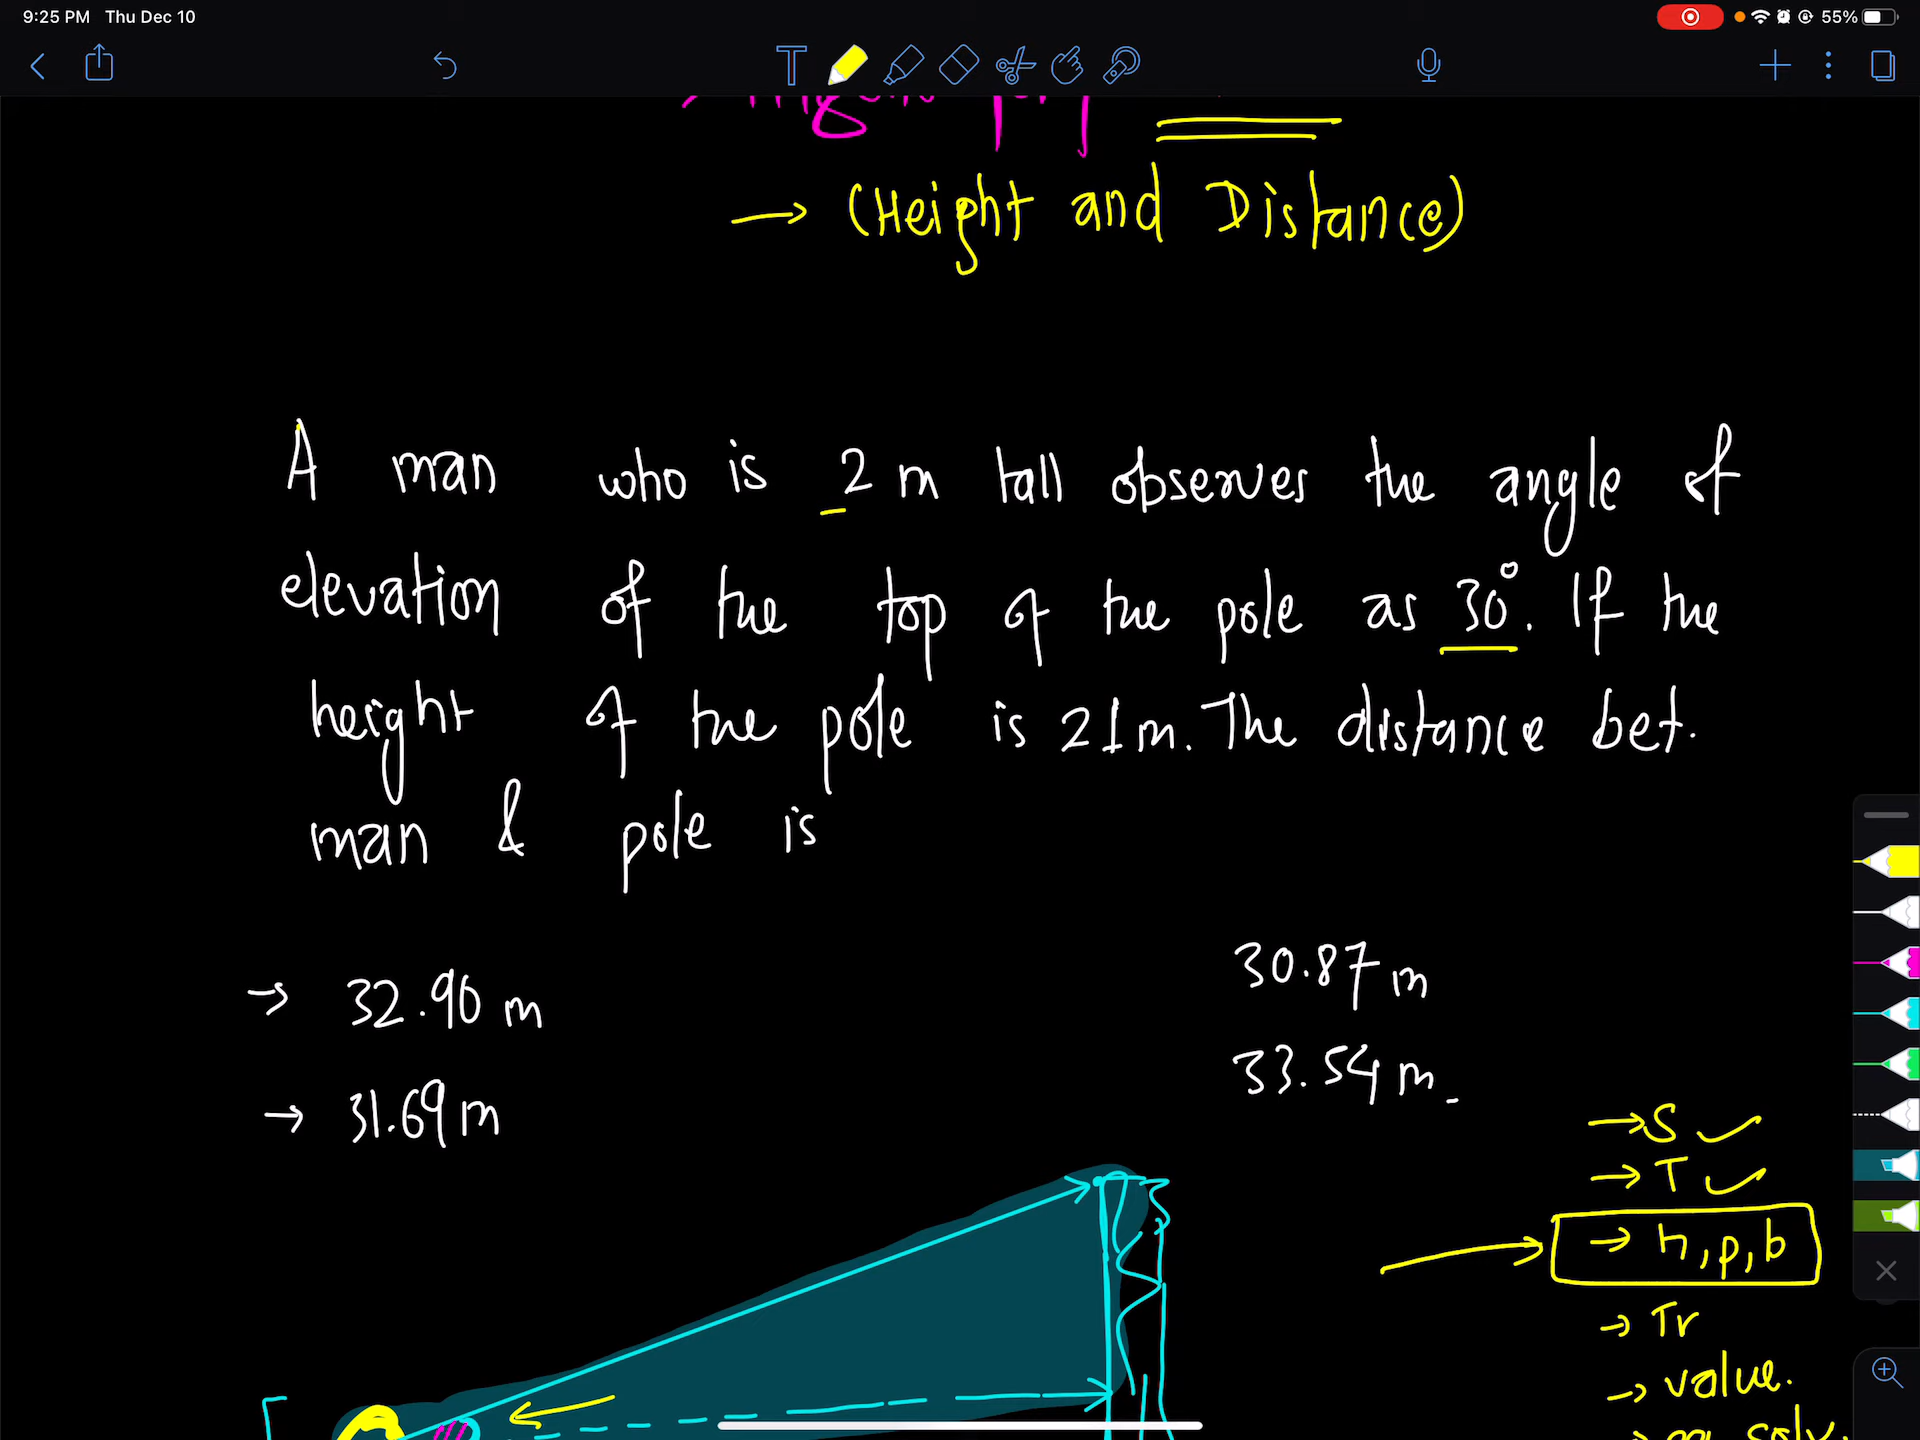 9:25 PM Thu Dec 10
55%
→ (Height and Distance)
A man who is 2 m tall observes the angle of
elevation of the top of the pole as 30°. If the
height of the pole is 21m. The distance bet.
man & pole is
→ 32.90 m
30.87 m
→ 31.69 m
33.54 m.
→ S ✓
→ T ✓
→ h, p, b
→ Tr
→ value.